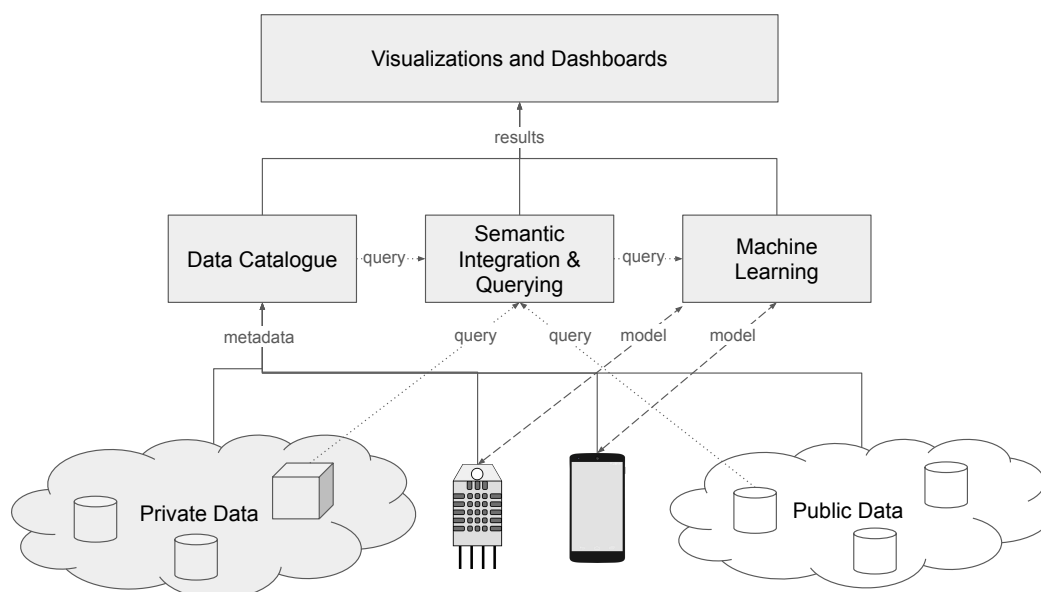 Visualizations and Dashboards
results
Data Catalogue
query
Semantic
Integration &
Querying
query
Machine
Learning
metadata
query
query
model
model
Private Data
Public Data